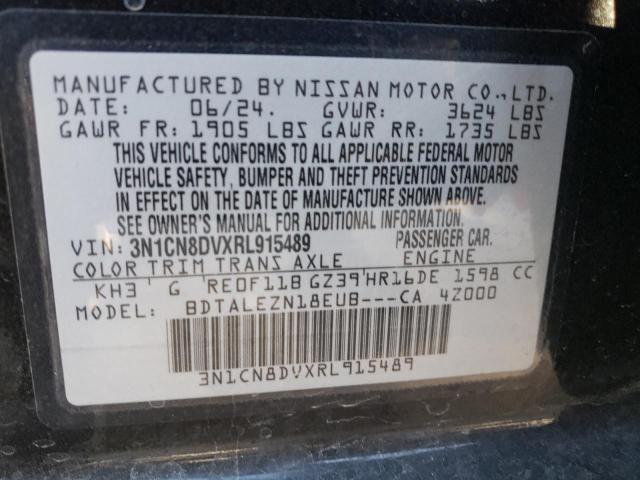 MANUFACTURED BY NISSAN MOTOR CO.,LTD.
DATE: 06/24. GVWR: 3624 LBS
GAWR FR: 1905 LBS GAWR RR: 1735 LBS
THIS VEHICLE CONFORMS TO ALL APPLICABLE FEDERAL MOTOR
VEHICLE SAFETY, BUMPER AND THEFT PREVENTION STANDARDS
IN EFFECT ON THE DATE OF MANUFACTURE SHOWN ABOVE.
SEE OWNER'S MANUAL FOR ADDITIONAL INFORMATION.
VIN: 3N1CN8DVXRL915489 PASSENGER CAR.
COLOR TRIM TRANS AXLE ENGINE
KH3 G RE0F11B GZ39 HR16DE 1598 CC
MODEL: BDTALEZN18EUB---CA 4Z000
3N1CN8DVXRL915489